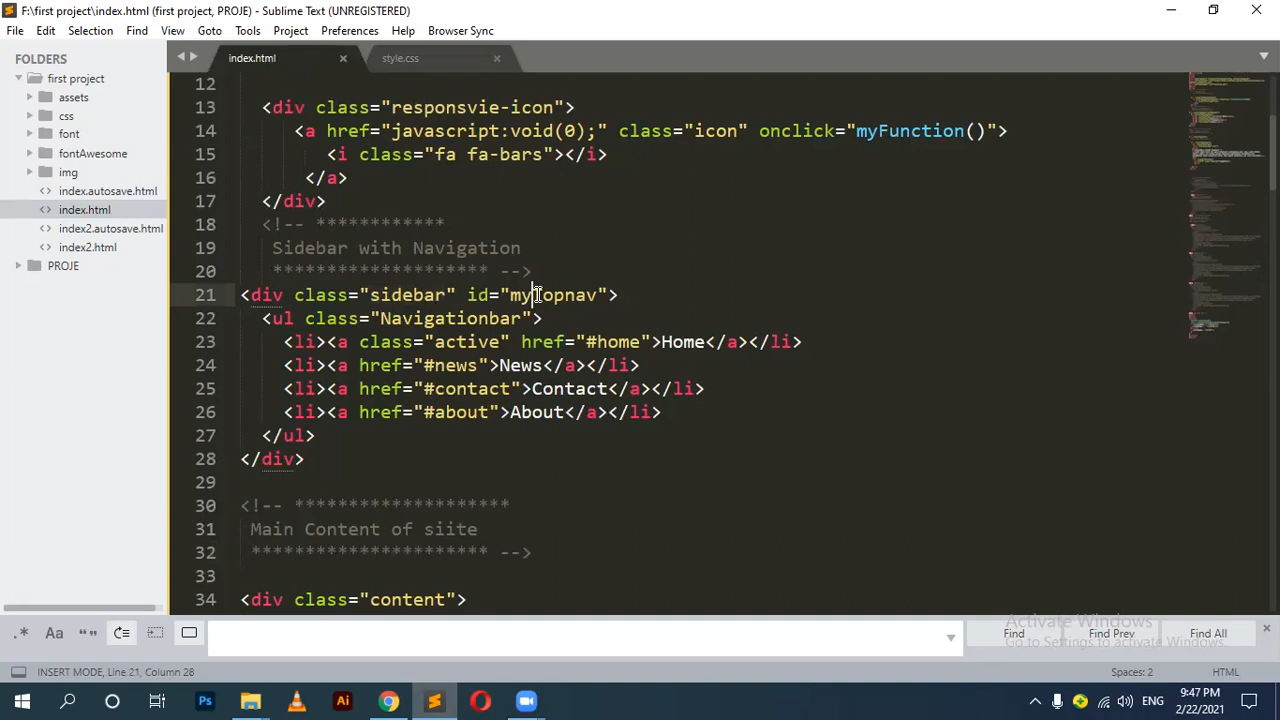 F:\first project\index.html (first project, PROJE) - Sublime Text (UNREGISTERED)
File Edit Selection Find View Goto Tools Project Preferences Help Browser Sync
FOLDERS
first project
assets
css
font
fontAwesome
img
index.autosave.html
index.html
index2.autosave.html
index2.html
PROJE
index.html
style.css
12
13 <div class="responsvie-icon">
14 <a href="javascript:void(0);" class="icon" onclick="myFunction()">
15 <i class="fa fa-bars"></i>
16 </a>
17 </div>
18 <!-- ************
19 Sidebar with Navigation
20 ******************** -->
21 <div class="sidebar" id="myTopnav">
22 <ul class="Navigationbar">
23 <li><a class="active" href="#home">Home</a></li>
24 <li><a href="#news">News</a></li>
25 <li><a href="#contact">Contact</a></li>
26 <li><a href="#about">About</a></li>
27 </ul>
28 </div>
29
30 <!-- ********************
31 Main Content of siite
32 ********************** -->
33
34 <div class="content">
.* Aa “” Find Find Prev Find All
Activate Windows
Go to Settings to activate Windows.
INSERT MODE, Line 21, Column 28
Spaces: 2
HTML
Ps
Ai
ENG
9:47 PM
2/22/2021